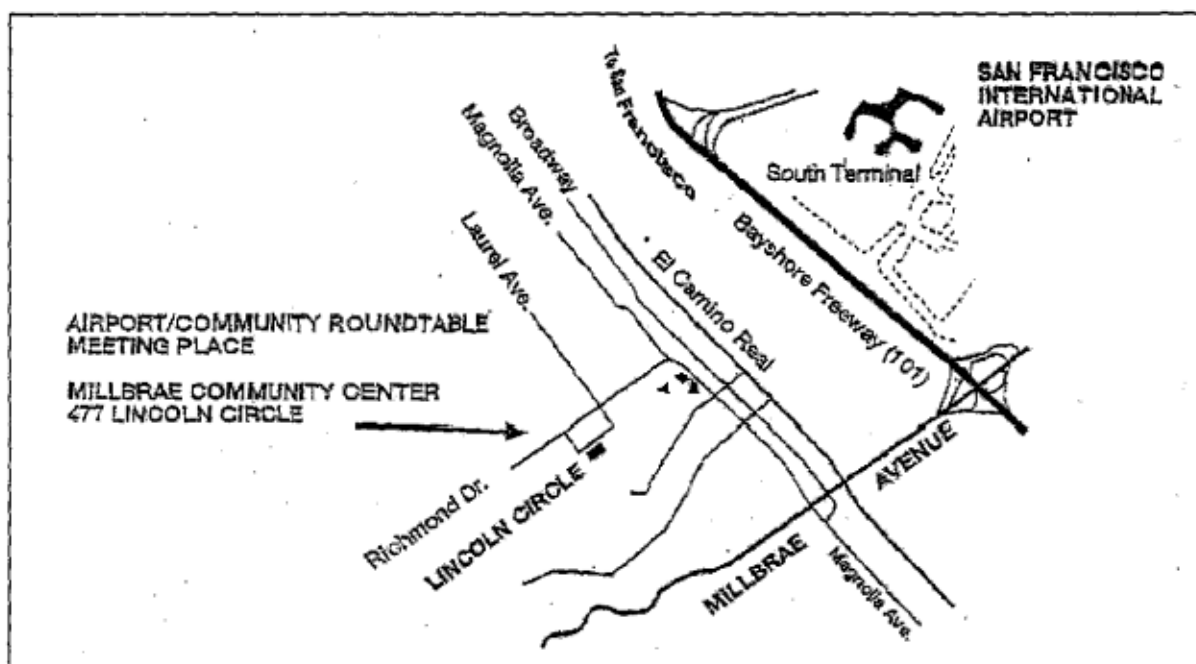 SAN FRANCISCO
INTERNATIONAL
AIRPORT
South Terminal
To San Francisco
Bayshore Freeway (101)
Broadway
Magnolia Ave.
El Camino Real
Laurel Ave.
AIRPORT/COMMUNITY ROUNDTABLE
MEETING PLACE
MILLBRAE COMMUNITY CENTER
477 LINCOLN CIRCLE
Richmond Dr.
LINCOLN CIRCLE
MILLBRAE AVENUE
Magnolia Ave.